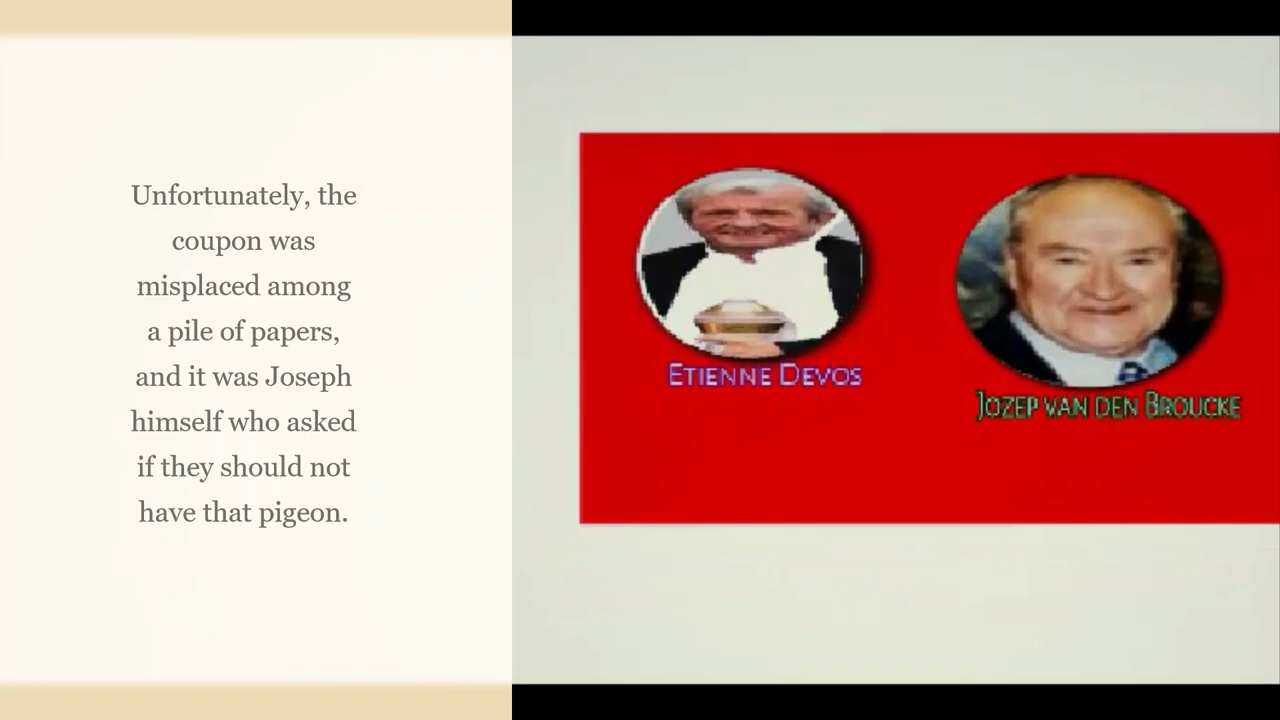 Unfortunately, the
coupon was
misplaced among
a pile of papers,
and it was Joseph
himself who asked
if they should not
have that pigeon.
Etienne Devos
Jozep van den Broucke